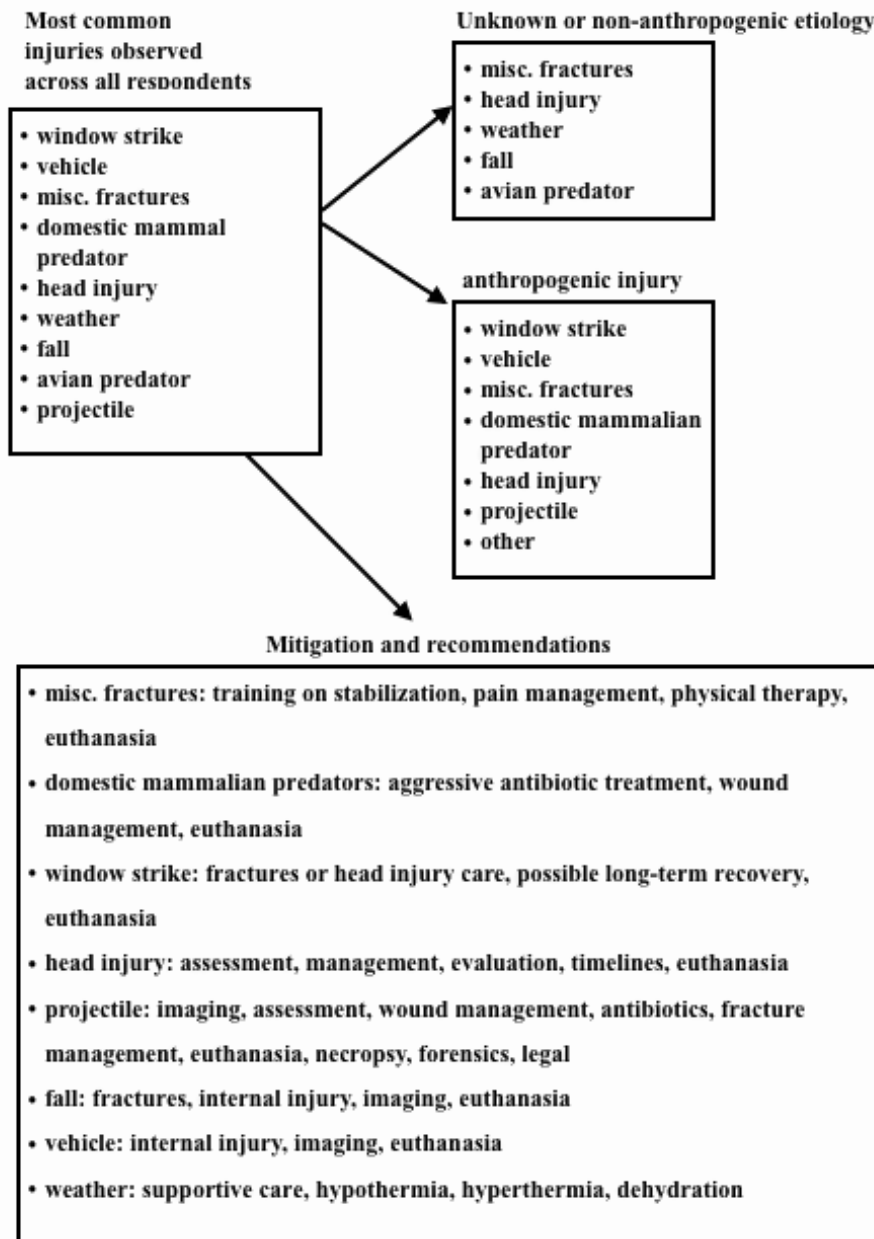 Most common
injuries observed
across all respondents
• window strike
• vehicle
• misc. fractures
• domestic mammal
predator
• head injury
• weather
• fall
• avian predator
• projectile
Unknown or non-anthropogenic etiology
• misc. fractures
• head injury
• weather
• fall
• avian predator
anthropogenic injury
• window strike
• vehicle
• misc. fractures
• domestic mammalian
predator
• head injury
• projectile
• other
Mitigation and recommendations
• misc. fractures: training on stabilization, pain management, physical therapy,
euthanasia
• domestic mammalian predators: aggressive antibiotic treatment, wound
management, euthanasia
• window strike: fractures or head injury care, possible long-term recovery,
euthanasia
• head injury: assessment, management, evaluation, timelines, euthanasia
• projectile: imaging, assessment, wound management, antibiotics, fracture
management, euthanasia, necropsy, forensics, legal
• fall: fractures, internal injury, imaging, euthanasia
• vehicle: internal injury, imaging, euthanasia
• weather: supportive care, hypothermia, hyperthermia, dehydration